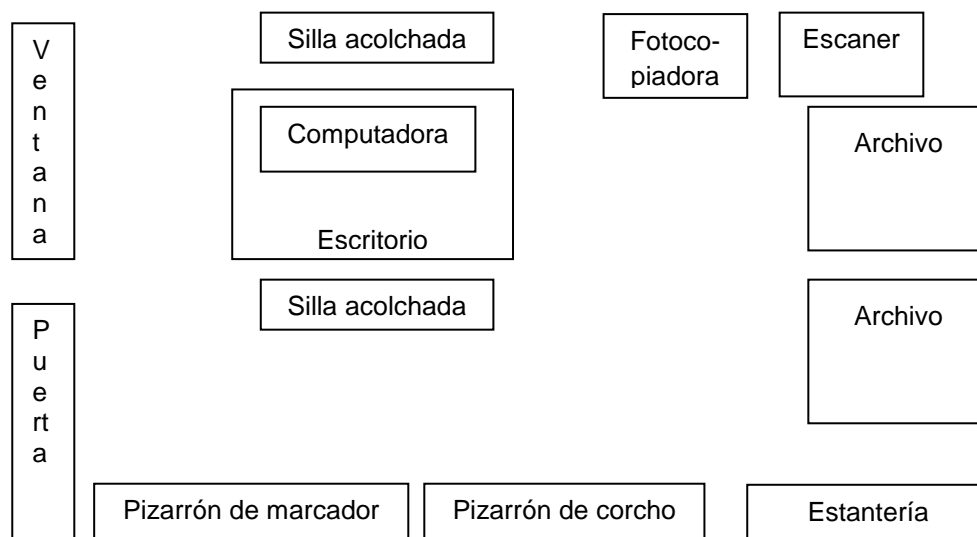 V
e
n
t
a
n
a
Silla acolchada
Fotoco-
piadora
Escaner
Computadora
Escritorio
Archivo
Silla acolchada
Archivo
P
u
e
rt
a
Pizarrón de marcador
Pizarrón de corcho
Estantería